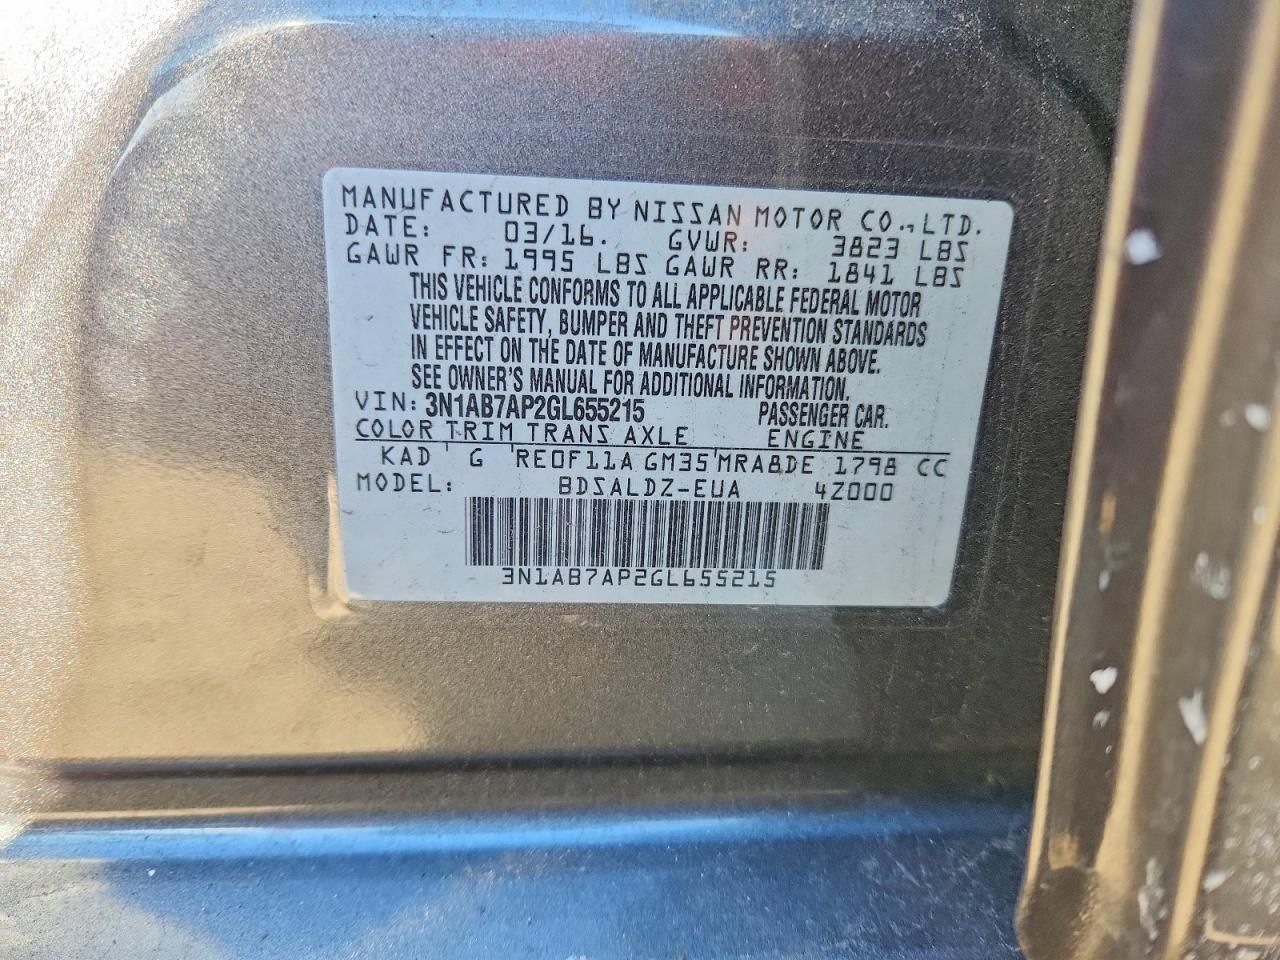 MANUFACTURED BY NISSAN MOTOR CO., LTD.
DATE: 03/16. GVWR: 3823 LBS
GAWR FR: 1995 LBS GAWR RR: 1841 LBS
THIS VEHICLE CONFORMS TO ALL APPLICABLE FEDERAL MOTOR
VEHICLE SAFETY, BUMPER AND THEFT PREVENTION STANDARDS
IN EFFECT ON THE DATE OF MANUFACTURE SHOWN ABOVE.
SEE OWNER'S MANUAL FOR ADDITIONAL INFORMATION.
VIN: 3N1AB7AP2GL655215 PASSENGER CAR.
COLOR TRIM TRANS AXLE ENGINE
KAD G RE0F11A GM35 MRA8DE 1798 CC
MODEL: BDSALDZ-EUA 4Z000
3N1AB7AP2GL655215